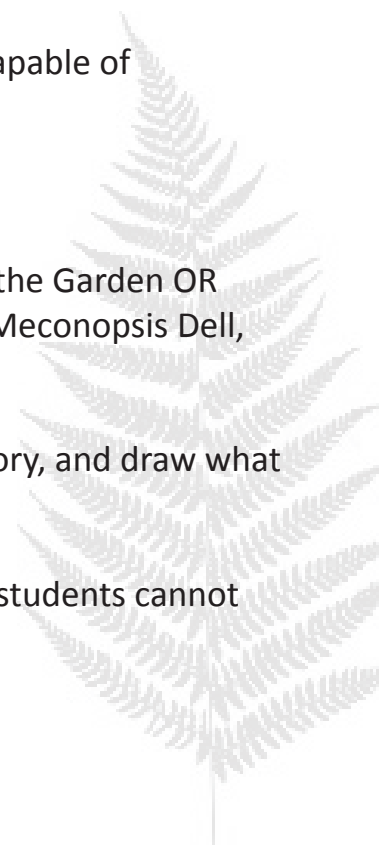 apable of
the Garden OR
Meconopsis Dell,
ory, and draw what
students cannot